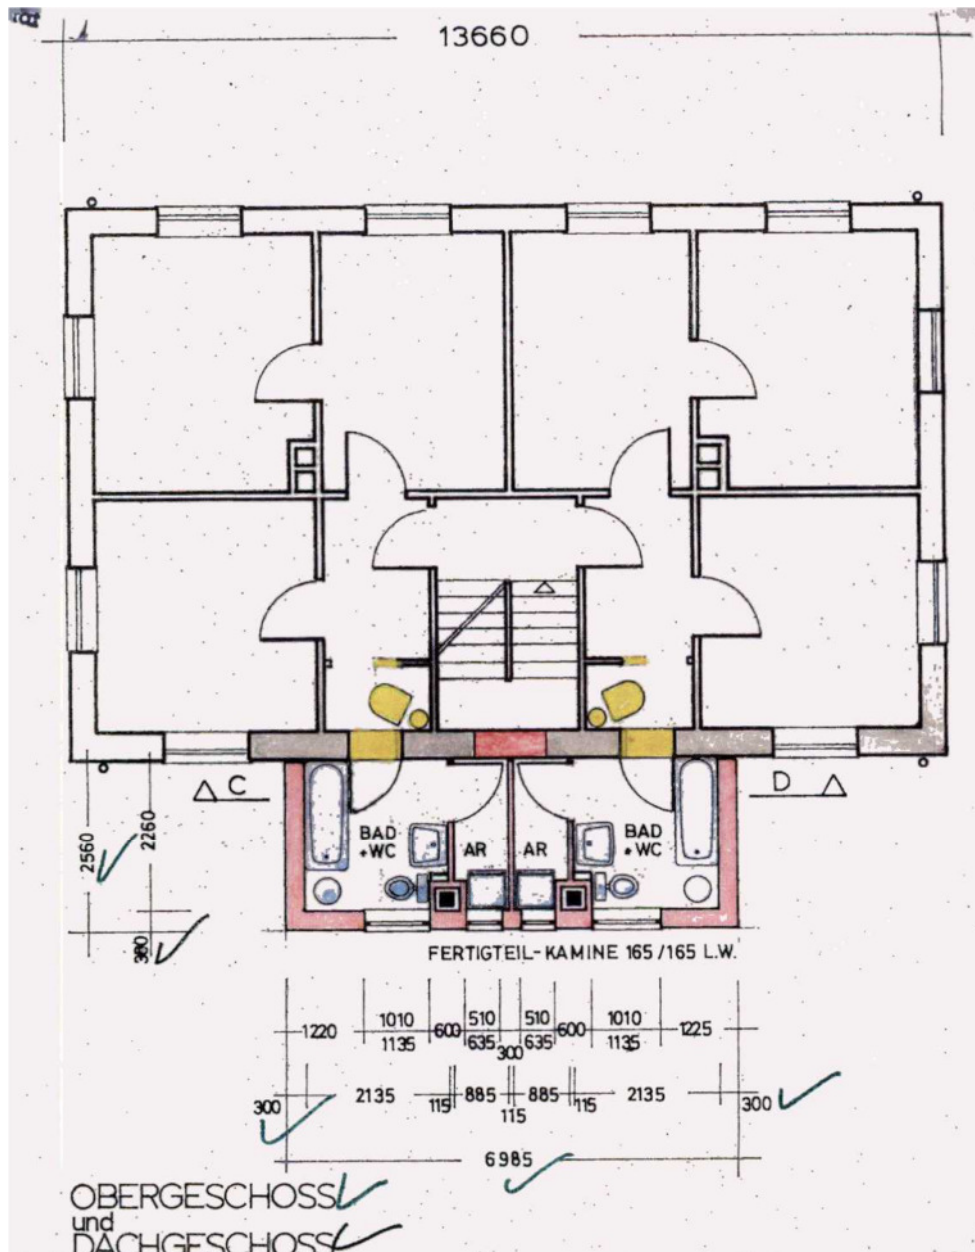 13660
C
D
2560
2260
300
BAD
+WC
AR
AR
BAD
+WC
FERTIGTEIL-KAMINE 165/165 L.W.
1220 1010 600 510 510 600 1010 1225
1135 635 635 1135
300
300 2135 115 885 885 115 2135 300
115
6985
OBERGESCHOSS
und
DACHGESCHOSS